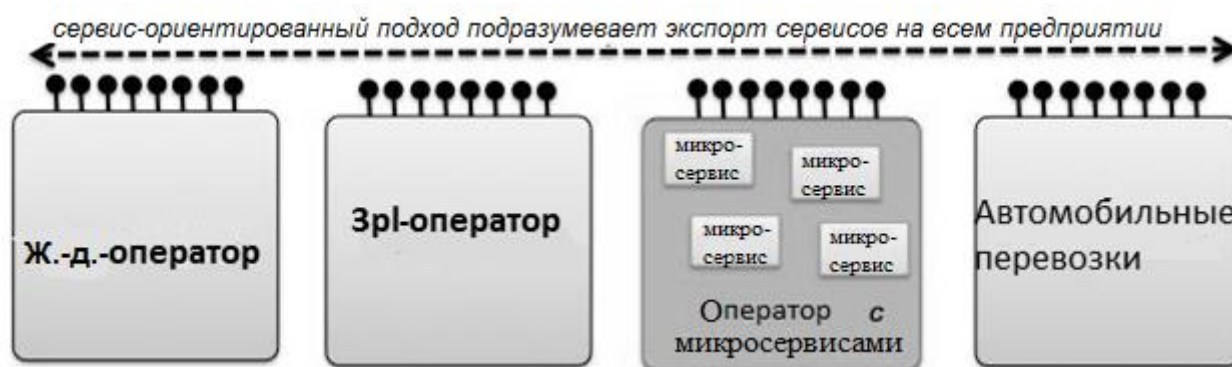 сервис-ориентированный подход подразумевает экспорт сервисов на всем предприятии
Ж.-д.-оператор
3pl-оператор
микро-
сервис
микро-
сервис
микро-
сервис
микро-
сервис
Оператор с
микросервисами
Автомобильные
перевозки